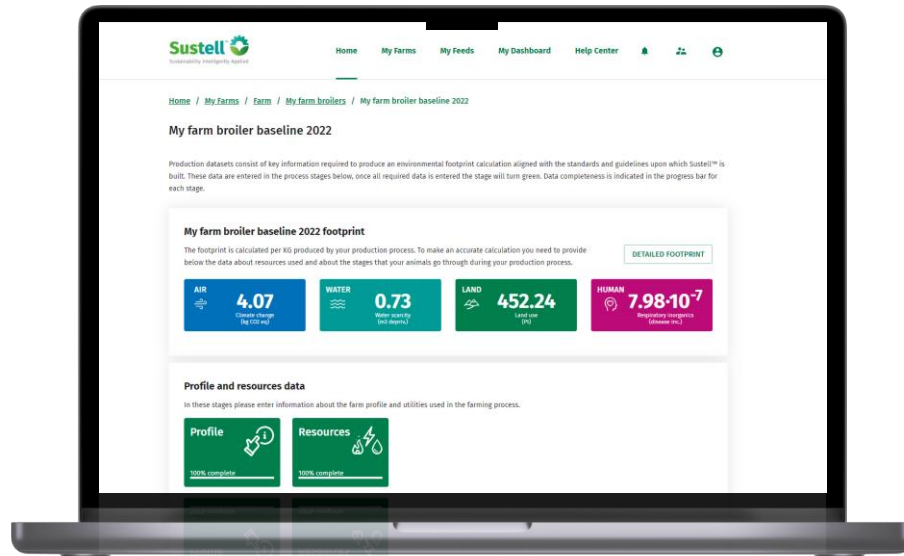 Sustell
Sustainability Intelligently Applied
Home My Farms My Feeds My Dashboard Help Center
Home / My Farms / Farm / My farm broilers / My farm broiler baseline 2022
My farm broiler baseline 2022
Production datasets consist of key information required to produce an environmental footprint calculation aligned with the standards and guidelines upon which Sustell™ is
built. These data are entered in the process stages below, once all required data is entered the stage will turn green. Data completeness is indicated in the progress bar for
each stage.
My farm broiler baseline 2022 footprint
The footprint is calculated per KG produced by your production process. To make an accurate calculation you need to provide
below the data about resources used and about the stages that your animals go through during your production process.
DETAILED FOOTPRINT
AIR
4.07
Climate change
(kg CO2 eq)
WATER
0.73
Water scarcity
(m3 depriv.)
LAND
452.24
Land use
(Pt)
HUMAN
7.98·10⁻⁷
Respiratory inorganics
(disease inc.)
Profile and resources data
In these stages please enter information about the farm profile and utilities used in the farming process.
Profile
100% complete
Resources
100% complete